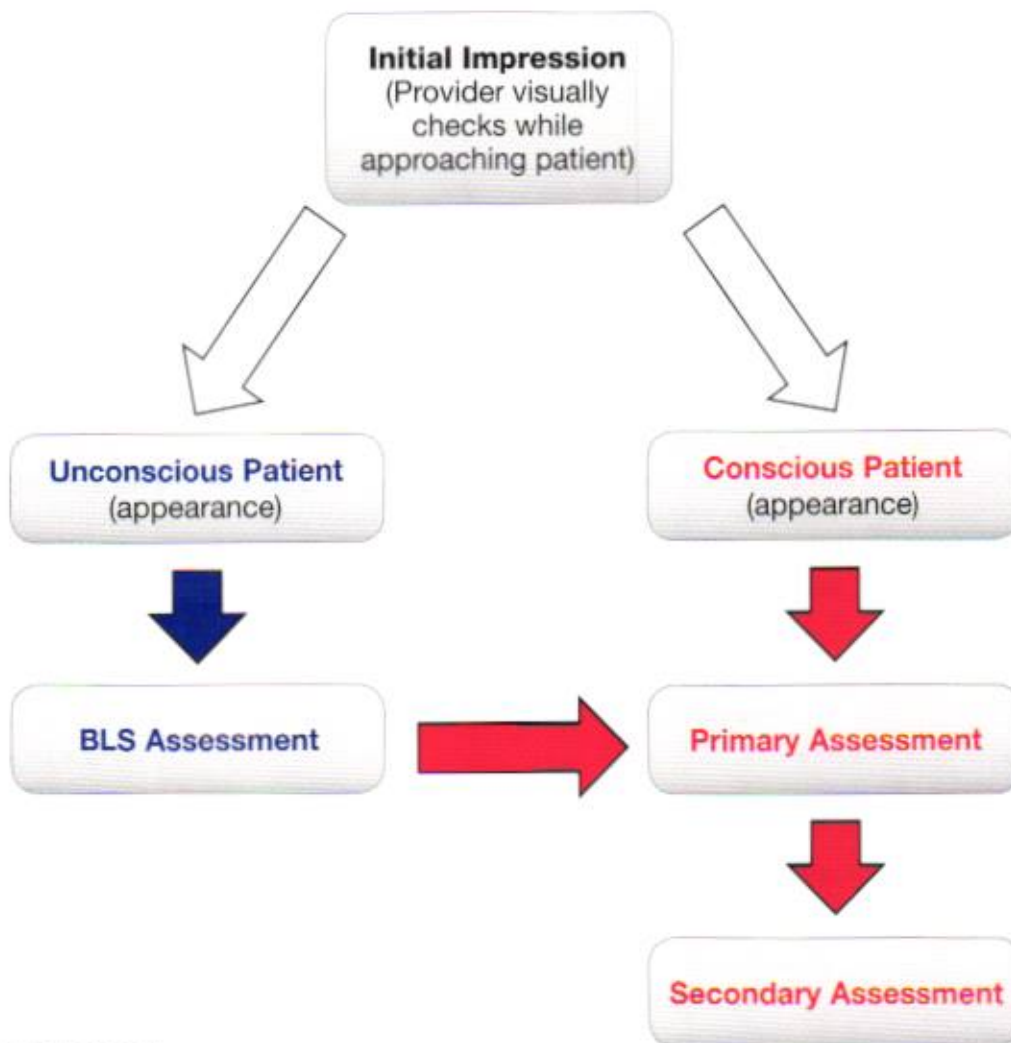 Initial Impression
(Provider visually
checks while
approaching patient)
Unconscious Patient
(appearance)
Conscious Patient
(appearance)
BLS Assessment
Primary Assessment
Secondary Assessment